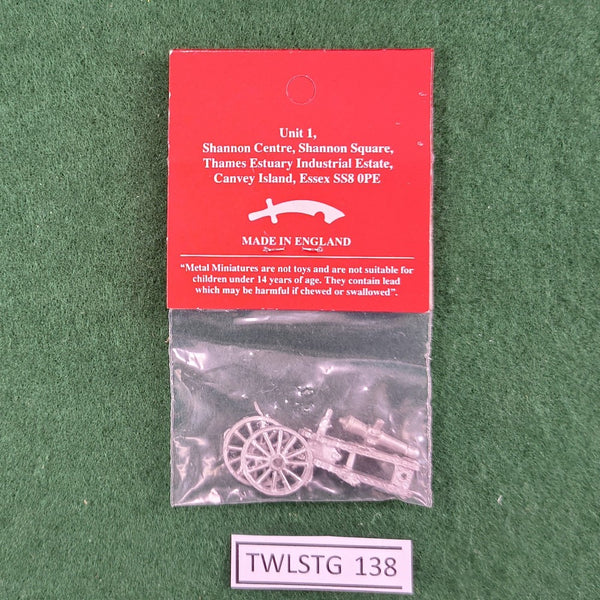 Unit 1,
Shannon Centre, Shannon Square,
Thames Estuary Industrial Estate,
Canvey Island, Essex SS8 0PE
MADE IN ENGLAND
“Metal Miniatures are not toys and are not suitable for
children under 14 years of age. They contain lead
which may be harmful if chewed or swallowed”.
TWLSTG 138